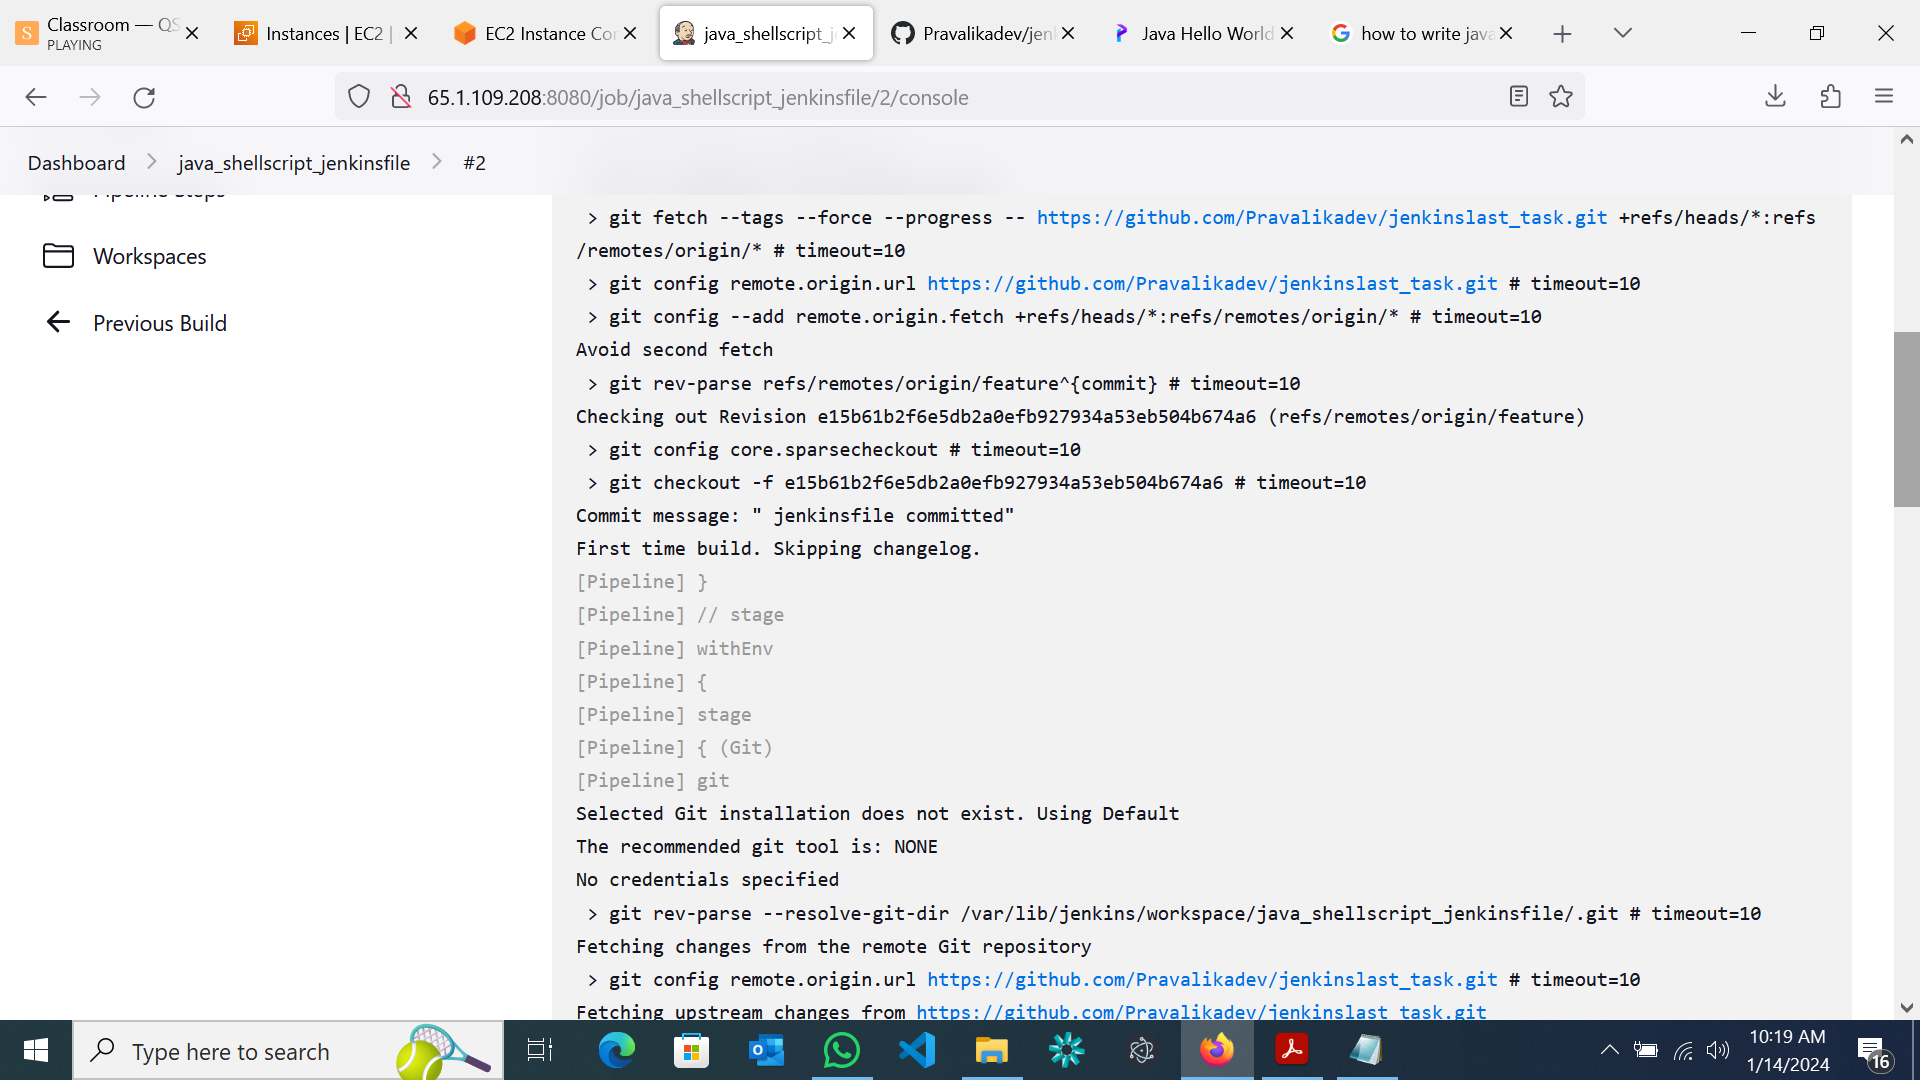 Classroom — QS
PLAYING
Instances | EC2 |
EC2 Instance Con
java_shellscript_j
Pravalikadev/jenk
Java Hello World
how to write java
65.1.109.208:8080/job/java_shellscript_jenkinsfile/2/console
Dashboard
java_shellscript_jenkinsfile
#2
Pipeline Steps
Workspaces
Previous Build
> git fetch --tags --force --progress -- https://github.com/Pravalikadev/jenkinslast_task.git +refs/heads/*:refs
/remotes/origin/* # timeout=10
> git config remote.origin.url https://github.com/Pravalikadev/jenkinslast_task.git # timeout=10
> git config --add remote.origin.fetch +refs/heads/*:refs/remotes/origin/* # timeout=10
Avoid second fetch
> git rev-parse refs/remotes/origin/feature^{commit} # timeout=10
Checking out Revision e15b61b2f6e5db2a0efb927934a53eb504b674a6 (refs/remotes/origin/feature)
> git config core.sparsecheckout # timeout=10
> git checkout -f e15b61b2f6e5db2a0efb927934a53eb504b674a6 # timeout=10
Commit message: " jenkinsfile committed"
First time build. Skipping changelog.
[Pipeline] }
[Pipeline] // stage
[Pipeline] withEnv
[Pipeline] {
[Pipeline] stage
[Pipeline] { (Git)
[Pipeline] git
Selected Git installation does not exist. Using Default
The recommended git tool is: NONE
No credentials specified
> git rev-parse --resolve-git-dir /var/lib/jenkins/workspace/java_shellscript_jenkinsfile/.git # timeout=10
Fetching changes from the remote Git repository
> git config remote.origin.url https://github.com/Pravalikadev/jenkinslast_task.git # timeout=10
Fetching upstream changes from https://github.com/Pravalikadev/jenkinslast_task.git
Type here to search
10:19 AM
1/14/2024
16